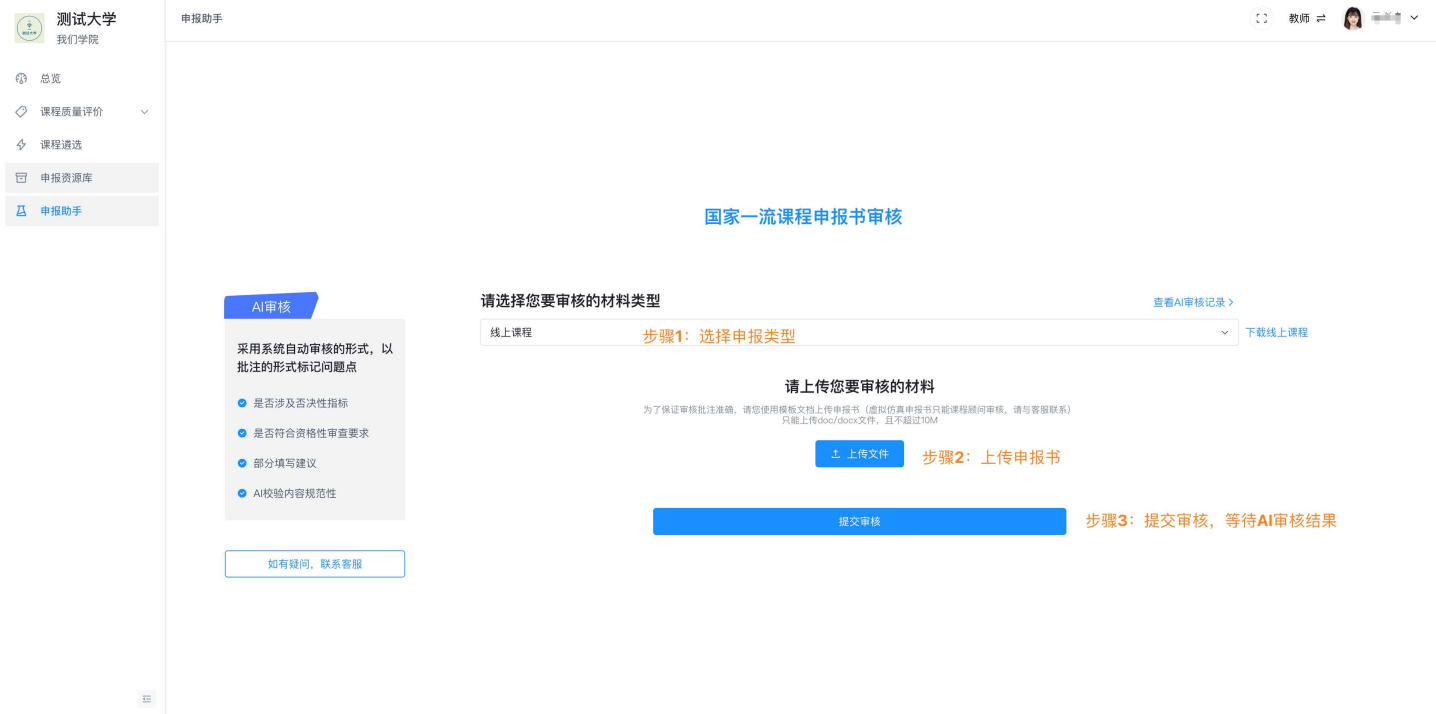 测试大学
我们学院
申报助手
教师
总览
课程质量评价
课程遴选
申报资源库
申报助手
国家一流课程申报书审核
AI审核
采用系统自动审核的形式，以
批注的形式标记问题点
是否涉及否决性指标
是否符合资格性审查要求
部分填写建议
AI校验内容规范性
如有疑问，联系客服
请选择您要审核的材料类型
查看AI审核记录
线上课程
步骤1：选择申报类型
下载线上课程
请上传您要审核的材料
为了保证审核批注准确，请您使用模板文档上传申报书（虚拟仿真申报书只能课程顾问审核，请与客服联系）
只能上传doc/docx文件，且不超过10M
上传文件
步骤2：上传申报书
提交审核
步骤3：提交审核，等待AI审核结果